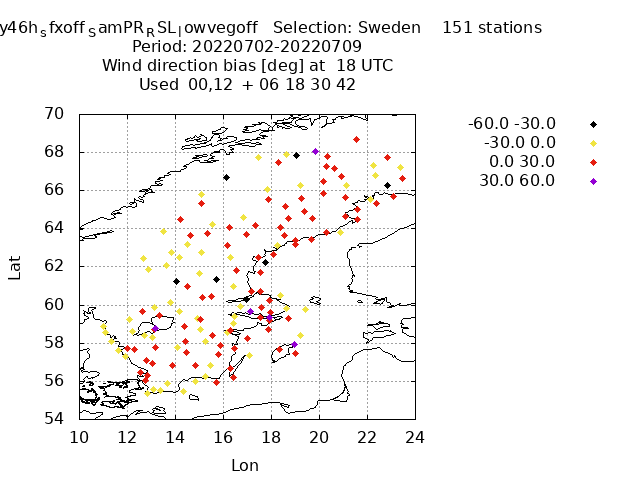 y46h_sfxoff_SamPR_RSL_lowvegoff Selection: Sweden 151 stations
Period: 20220702-20220709
Wind direction bias [deg] at 18 UTC
Used 00,12 + 06 18 30 42
-60.0 -30.0
-30.0 0.0
0.0 30.0
30.0 60.0
70
68
66
64
62
60
58
56
54
Lat
10 12 14 16 18 20 22 24
Lon